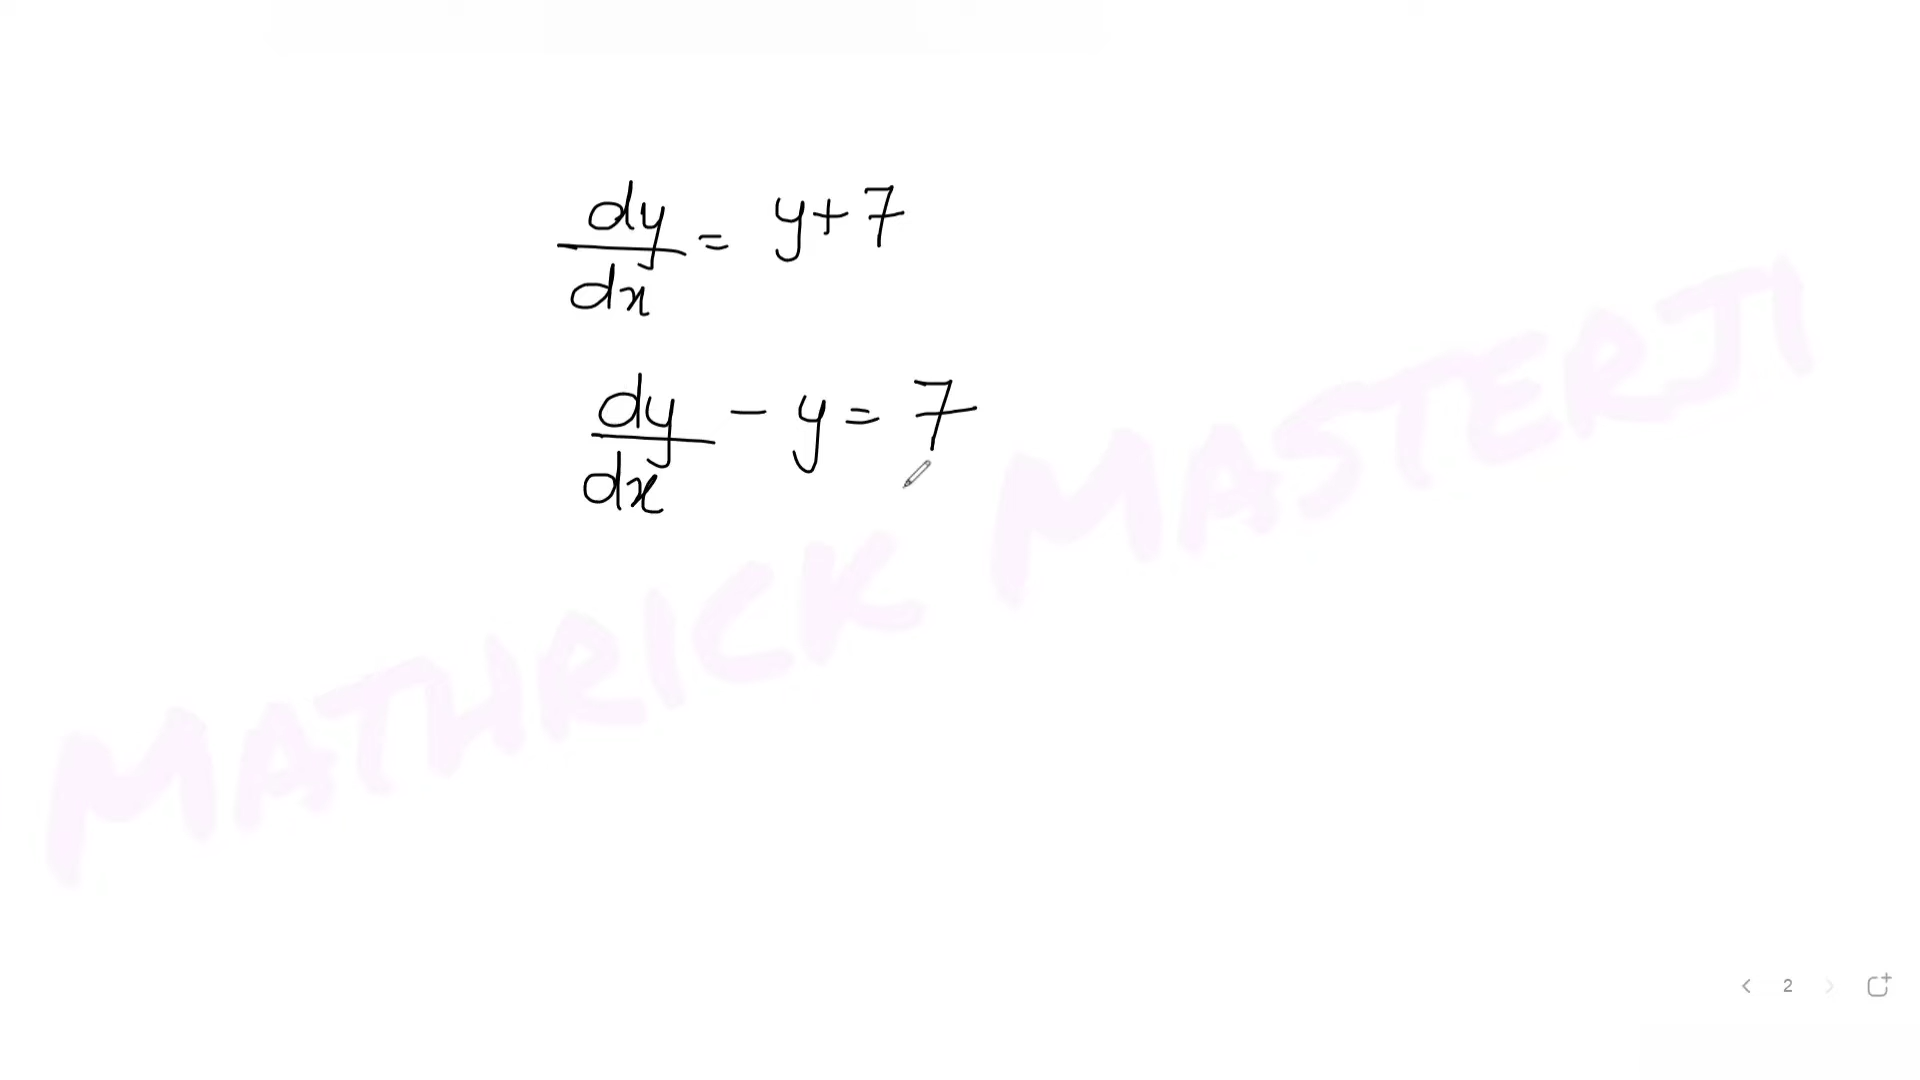 dy/dx = y+7
dy/dx - y = 7
MATHRICK MASTERJI
2